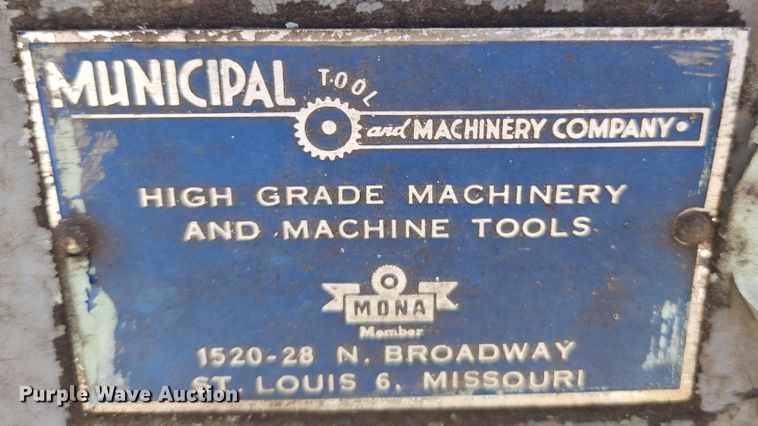 MUNICIPAL TOOL
and MACHINERY COMPANY
HIGH GRADE MACHINERY
AND MACHINE TOOLS
MDNA
Member
1520-28 N. BROADWAY
ST. LOUIS 6, MISSOURI
Purple Wave Auction